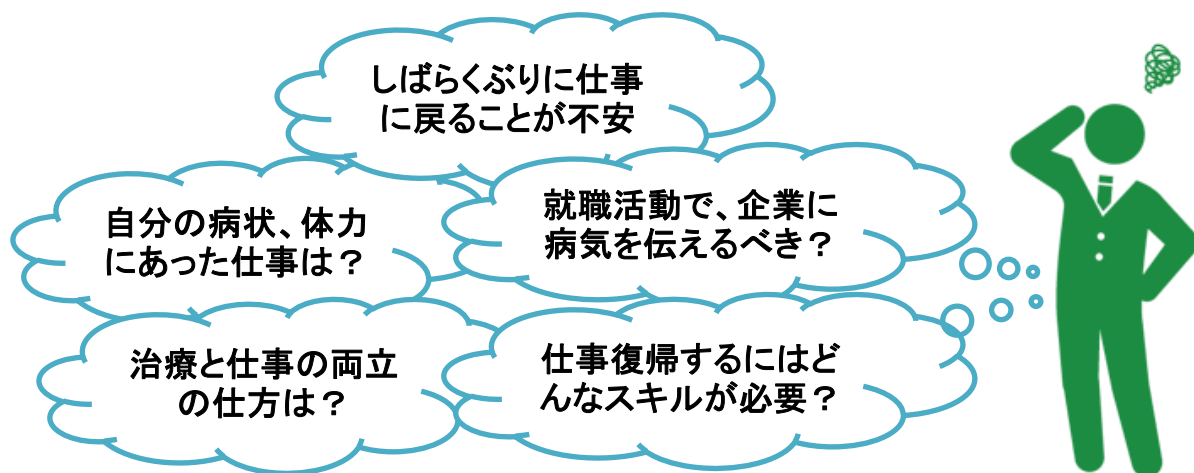 しばらくぶりに仕事
に戻ることが不安
自分の病状、体力
にあった仕事は？
就職活動で、企業に
病気を伝えるべき？
治療と仕事の両立
の仕方は？
仕事復帰するにはど
んなスキルが必要？